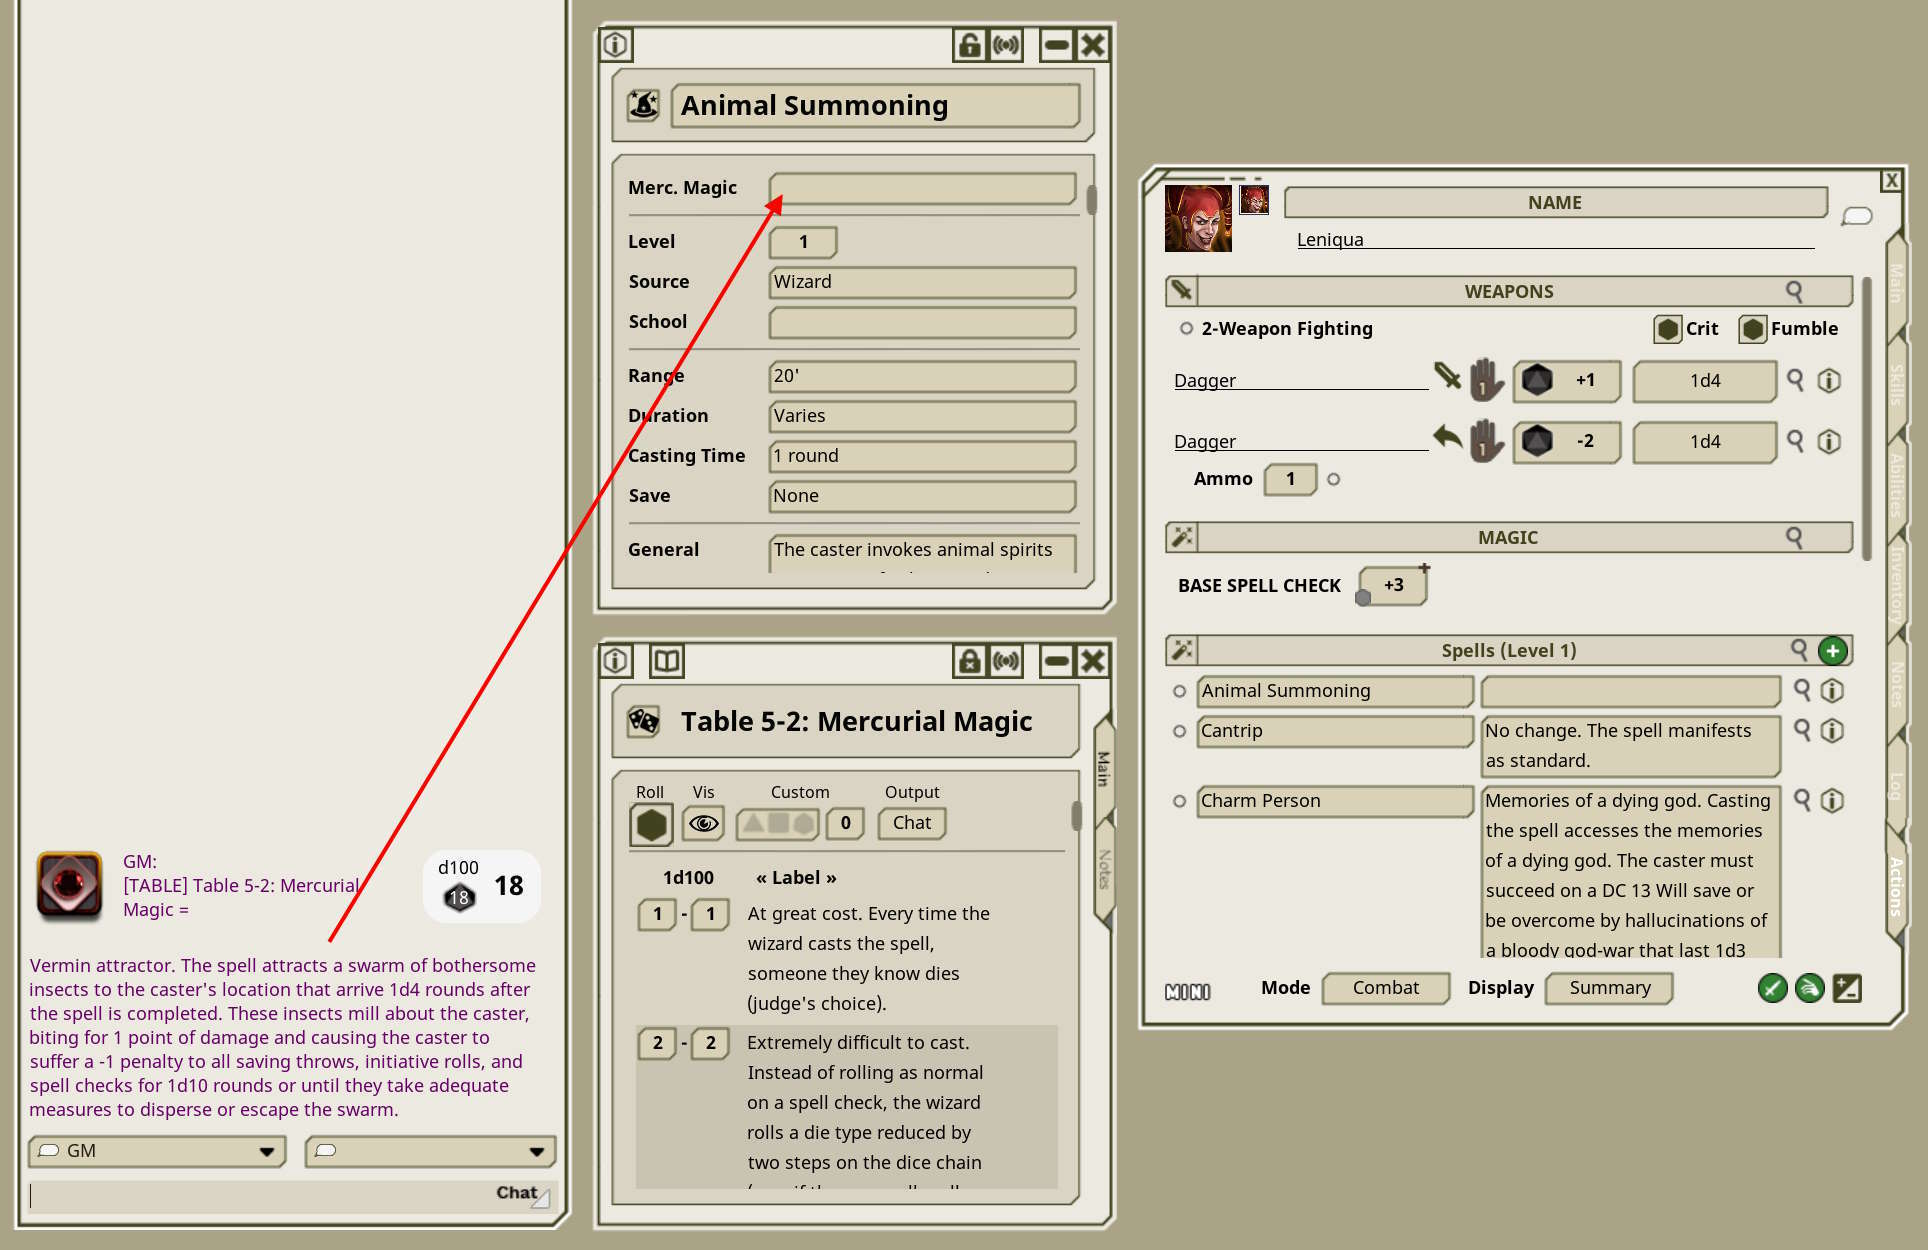 GM:
[TABLE] Table 5-2: Mercurial
Magic =
d100
18
18
Vermin attractor. The spell attracts a swarm of bothersome
insects to the caster's location that arrive 1d4 rounds after
the spell is completed. These insects mill about the caster,
biting for 1 point of damage and causing the caster to
suffer a -1 penalty to all saving throws, initiative rolls, and
spell checks for 1d10 rounds or until they take adequate
measures to disperse or escape the swarm.
GM
Chat
Animal Summoning
Merc. Magic
Level 1
Source Wizard
School
Range 20'
Duration Varies
Casting Time 1 round
Save None
General The caster invokes animal spirits
Table 5-2: Mercurial Magic
Main
Notes
Roll Vis Custom Output
0 Chat
1d100 « Label »
1 - 1 At great cost. Every time the
wizard casts the spell,
someone they know dies
(judge's choice).
2 - 2 Extremely difficult to cast.
Instead of rolling as normal
on a spell check, the wizard
rolls a die type reduced by
two steps on the dice chain
X
NAME
Leniqua
WEAPONS
2-Weapon Fighting Crit Fumble
Dagger 1 +1 1d4
Dagger 1 -2 1d4
Ammo 1
MAGIC
BASE SPELL CHECK +3
Spells (Level 1)
Animal Summoning
Cantrip No change. The spell manifests
as standard.
Charm Person Memories of a dying god. Casting
the spell accesses the memories
of a dying god. The caster must
succeed on a DC 13 Will save or
be overcome by hallucinations of
a bloody god-war that last 1d3
MINI Mode Combat Display Summary
Main
Skills
Abilities
Inventory
Notes
Log
Actions